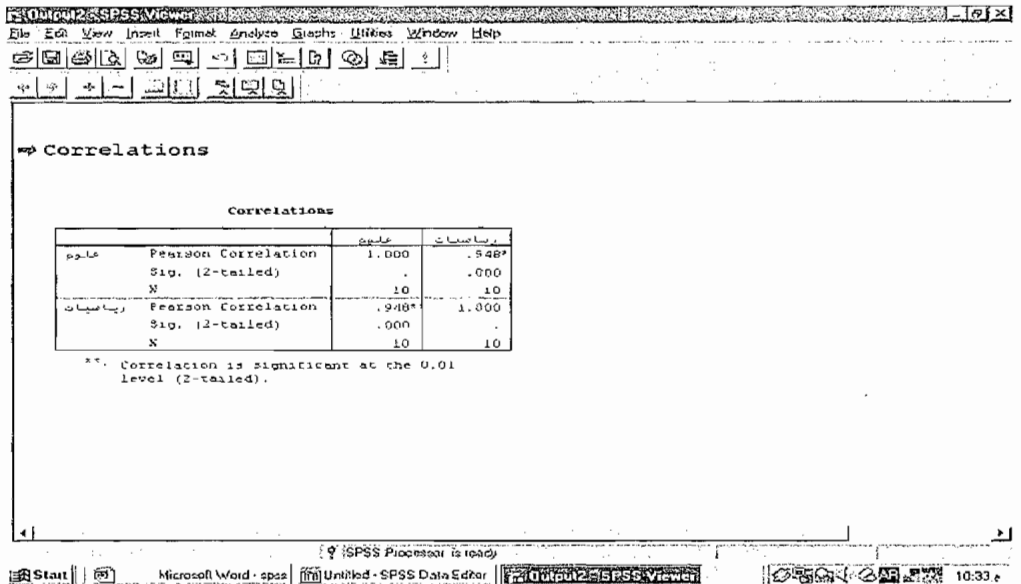 Output2 - SPSS Viewer
File Edit View Insert Format Analyze Graphs Utilities Window Help
Correlations
Correlations
علوم رياضيات
علوم Pearson Correlation 1.000 .948*
Sig. (2-tailed) . .000
N 10 10
رياضيات Pearson Correlation .948** 1.000
Sig. (2-tailed) .000 .
N 10 10
**. Correlation is significant at the 0.01
level (2-tailed).
SPSS Processor is ready
Start Microsoft Word - spss Untitled - SPSS Data Editor Output2 - SPSS Viewer AR 10:33